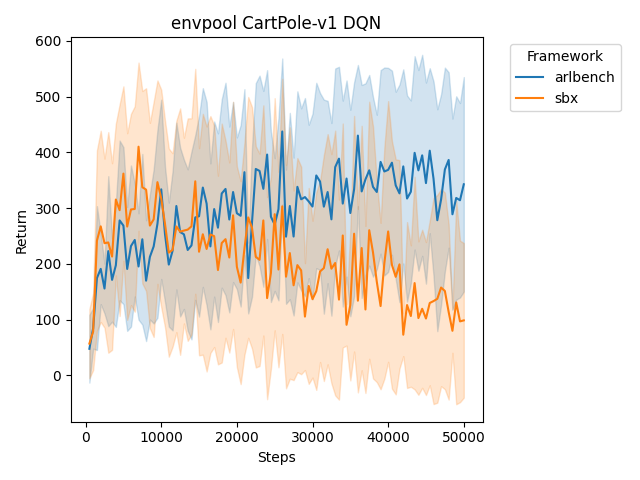 envpool CartPole-v1 DQN
Framework
arlbench
sbx
Return
600
500
400
300
200
100
0
0 10000 20000 30000 40000 50000
Steps